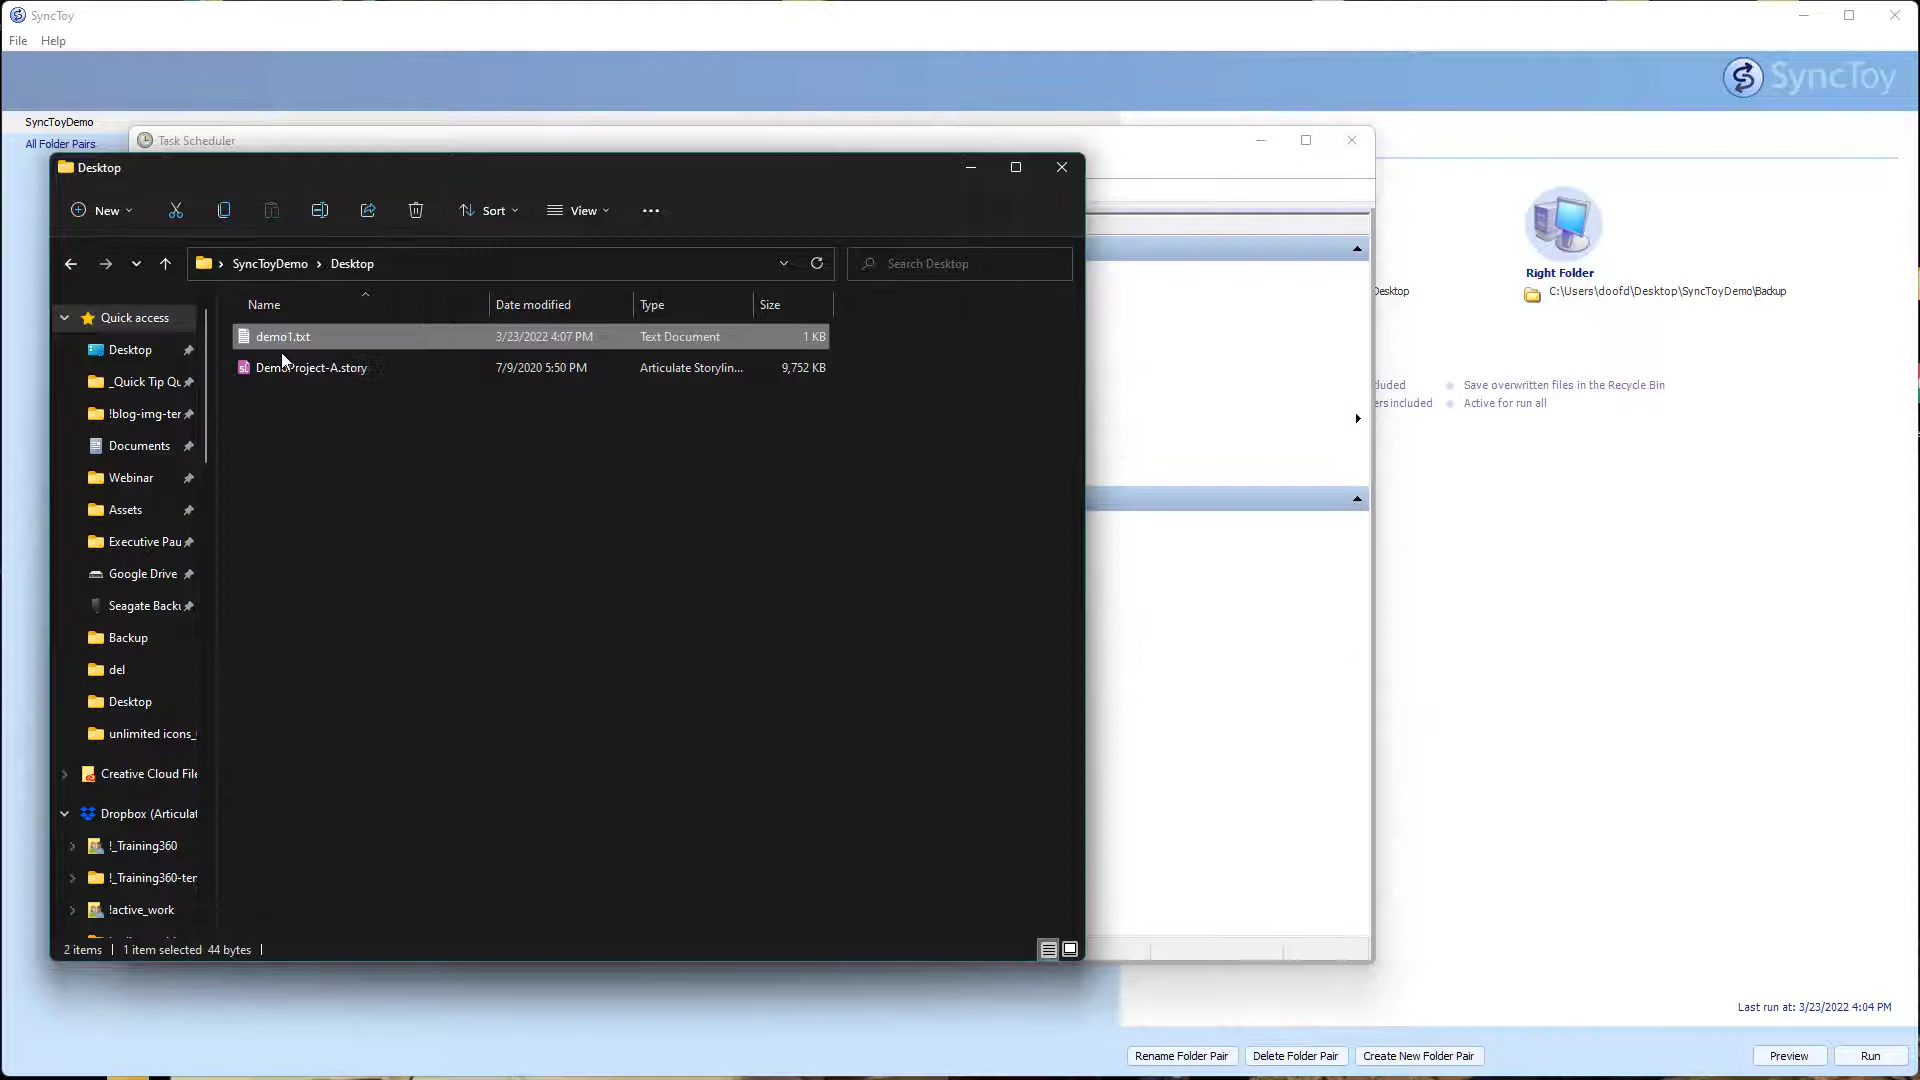 SyncToy
File Help
SyncToy
SyncToyDemo
All Folder Pairs
Task Scheduler
Desktop
New
Sort
View
SyncToyDemo > Desktop
Search Desktop
Name
Date modified
Type
Size
demo1.txt
3/23/2022 4:07 PM
Text Document
1 KB
7/9/2020 5:50 PM
Articulate Storylin...
9,752 KB
Quick access
Desktop
_Quick Tip Qu
!blog-img-ter
Documents
Webinar
Assets
Executive Pau
Google Drive
Seagate Backu
Backup
del
Desktop
unlimited icons_
Creative Cloud File
Dropbox (Articulat
!_Training360
!_Training360-ter
!active_work
2 items
1 item selected 44 bytes
Desktop
Right Folder
C:\Users\doofd\Desktop\SyncToyDemo\Backup
cluded
ers included
Save overwritten files in the Recycle Bin
Active for run all
Last run at: 3/23/2022 4:04 PM
Rename Folder Pair
Delete Folder Pair
Create New Folder Pair
Preview
Run